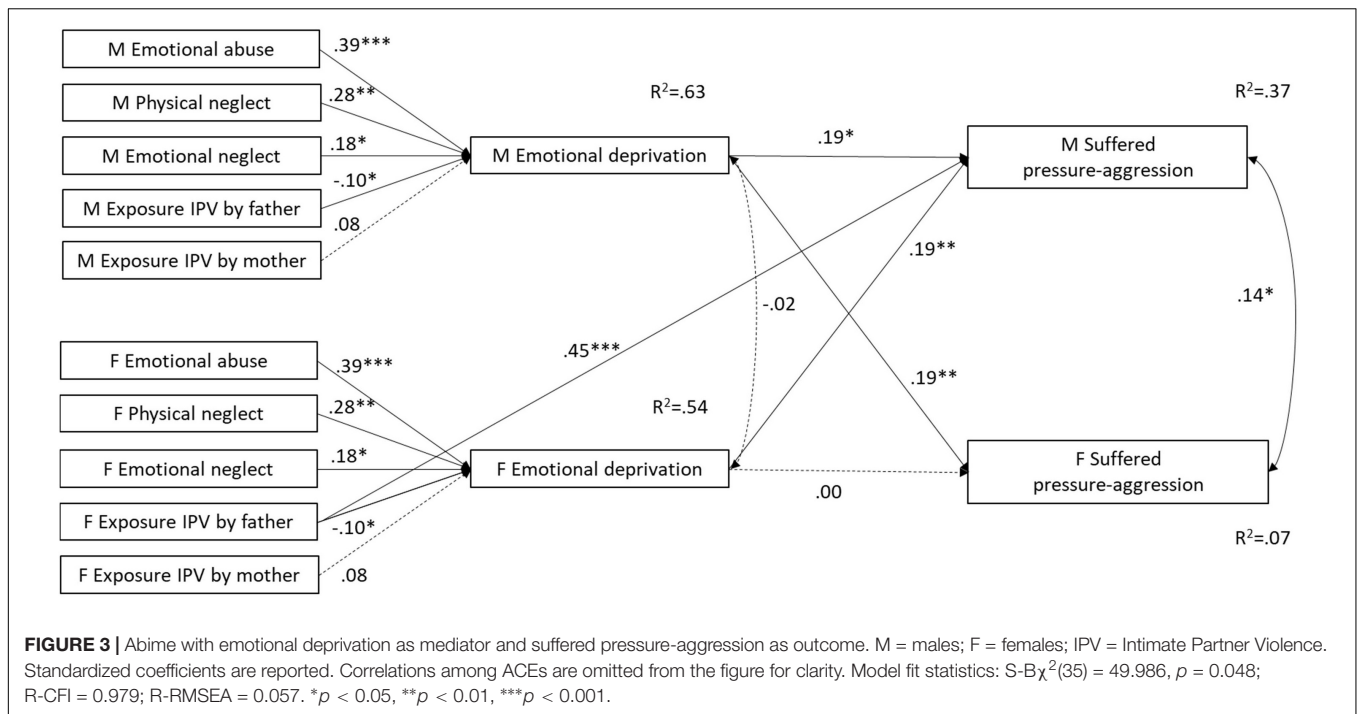 M Emotional abuse
.39***
M Physical neglect
.28**
R²=.63
R²=.37
M Emotional neglect
.18*
M Emotional deprivation
.19*
M Suffered
pressure-aggression
-.10*
M Exposure IPV by father
.08
M Exposure IPV by mother
.19**
-.02
.14*
F Emotional abuse
.39***
.45***
.19**
F Physical neglect
.28**
R²=.54
F Emotional neglect
.18*
F Emotional deprivation
.00
F Suffered
pressure-aggression
F Exposure IPV by father
-.10*
R²=.07
F Exposure IPV by mother
.08
FIGURE 3 | Abime with emotional deprivation as mediator and suffered pressure-aggression as outcome. M = males; F = females; IPV = Intimate Partner Violence.
Standardized coefficients are reported. Correlations among ACEs are omitted from the figure for clarity. Model fit statistics: S-Bχ²(35) = 49.986, p = 0.048;
R-CFI = 0.979; R-RMSEA = 0.057. *p < 0.05, **p < 0.01, ***p < 0.001.